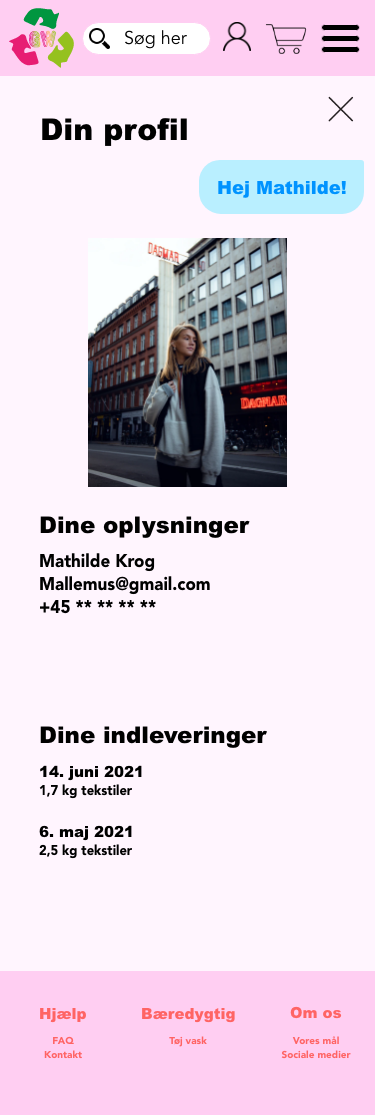 Søg her
Din profil
Hej Mathilde!
DAGMAR
DAGMAR
Dine oplysninger
Mathilde Krog
Mallemus@gmail.com
+45 ** ** ** **
Dine indleveringer
14. juni 2021
1,7 kg tekstiler
6. maj 2021
2,5 kg tekstiler
Hjælp
FAQ
Kontakt
Bæredygtig
Tøj vask
Om os
Vores mål
Sociale medier